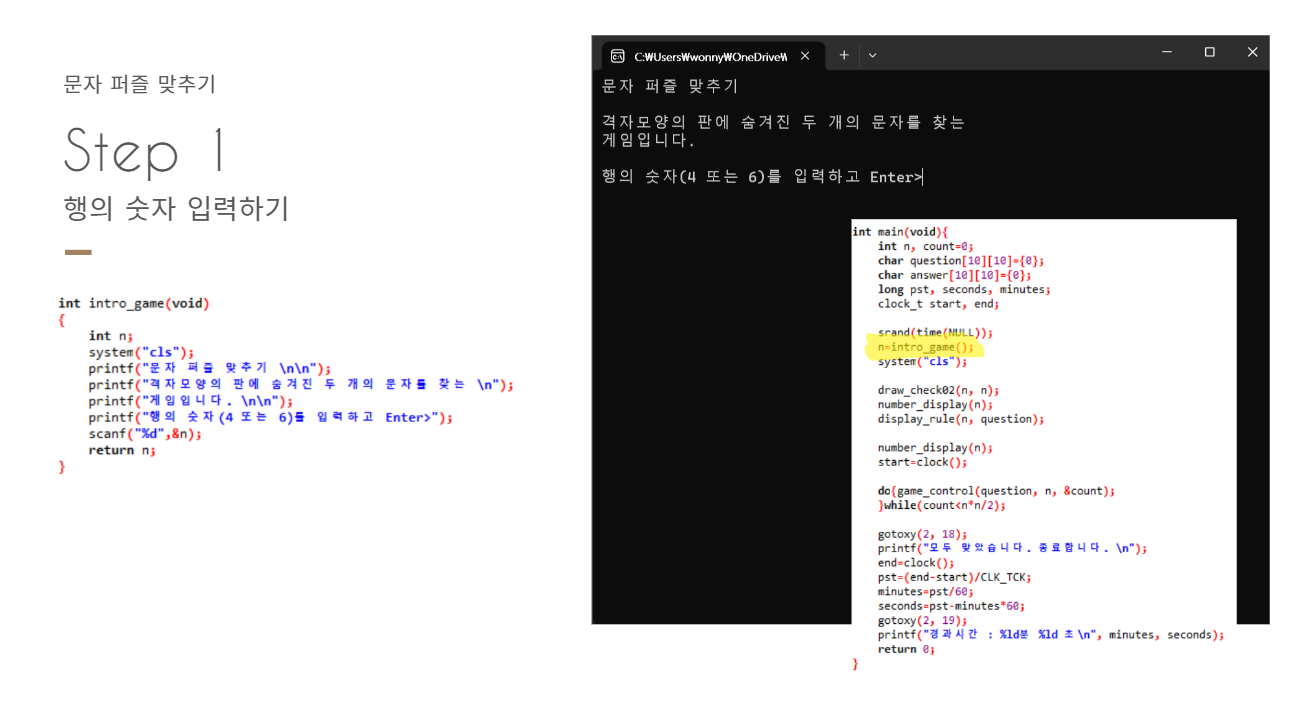 문자 퍼즐 맞추기
Step 1
행의 숫자 입력하기
int intro_game(void)
{
int n;
system("cls");
printf("문자 퍼즐 맞추기 \n\n");
printf("격자모양의 판에 숨겨진 두 개의 문자를 찾는 \n");
printf("게임입니다. \n\n");
printf("행의 숫자(4 또는 6)를 입력하고 Enter>");
scanf("%d",&n);
return n;
}
C:₩Users₩wonny₩OneDrive₩
문자 퍼즐 맞추기
격자모양의 판에 숨겨진 두 개의 문자를 찾는
게임입니다.
행의 숫자(4 또는 6)를 입력하고 Enter>
int main(void){
int n, count=0;
char question[10][10]={0};
char answer[10][10]={0};
long pst, seconds, minutes;
clock_t start, end;
srand(time(NULL));
n=intro_game();
system("cls");
draw_check02(n, n);
number_display(n);
display_rule(n, question);
number_display(n);
start=clock();
do{game_control(question, n, &count);
}while(count<n*n/2);
gotoxy(2, 18);
printf("모두 맞았습니다. 종료합니다. \n");
end=clock();
pst=(end-start)/CLK_TCK;
minutes=pst/60;
seconds=pst-minutes*60;
gotoxy(2, 19);
printf("경과시간 : %ld분 %ld 초\n", minutes, seconds);
return 0;
}